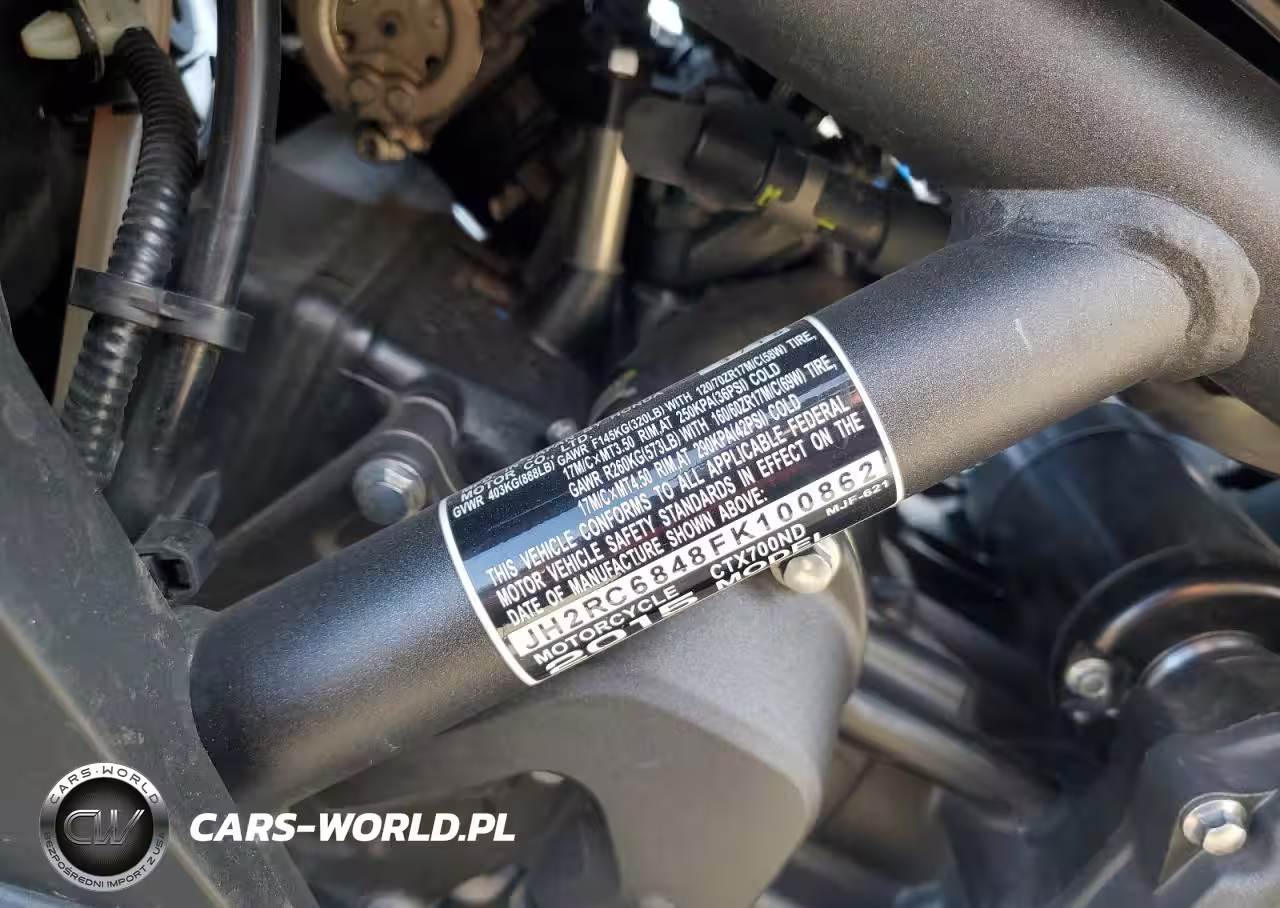 MOTOR CO., LTD.
GVWR 403KG(888LB) GAWR F145KG(320LB) WITH 120/70ZR17M/C(58W) TIRE,
17M/C×MT3.50 RIM, AT 250KPA(36PSI) COLD
GAWR R260KG(573LB) WITH 160/60ZR17M/C(69W) TIRE,
17M/C×MT4.50 RIM, AT 290KPA(42PSI) COLD
THIS VEHICLE CONFORMS TO ALL APPLICABLE FEDERAL
MOTOR VEHICLE SAFETY STANDARDS IN EFFECT ON THE
DATE OF MANUFACTURE SHOWN ABOVE:
JH2RC6848FK100862
MOTORCYCLE CTX700ND MJF-621
2015 MODEL
CARS-WORLD
CW
BEZPOŚREDNI IMPORT Z USA
CARS-WORLD.PL